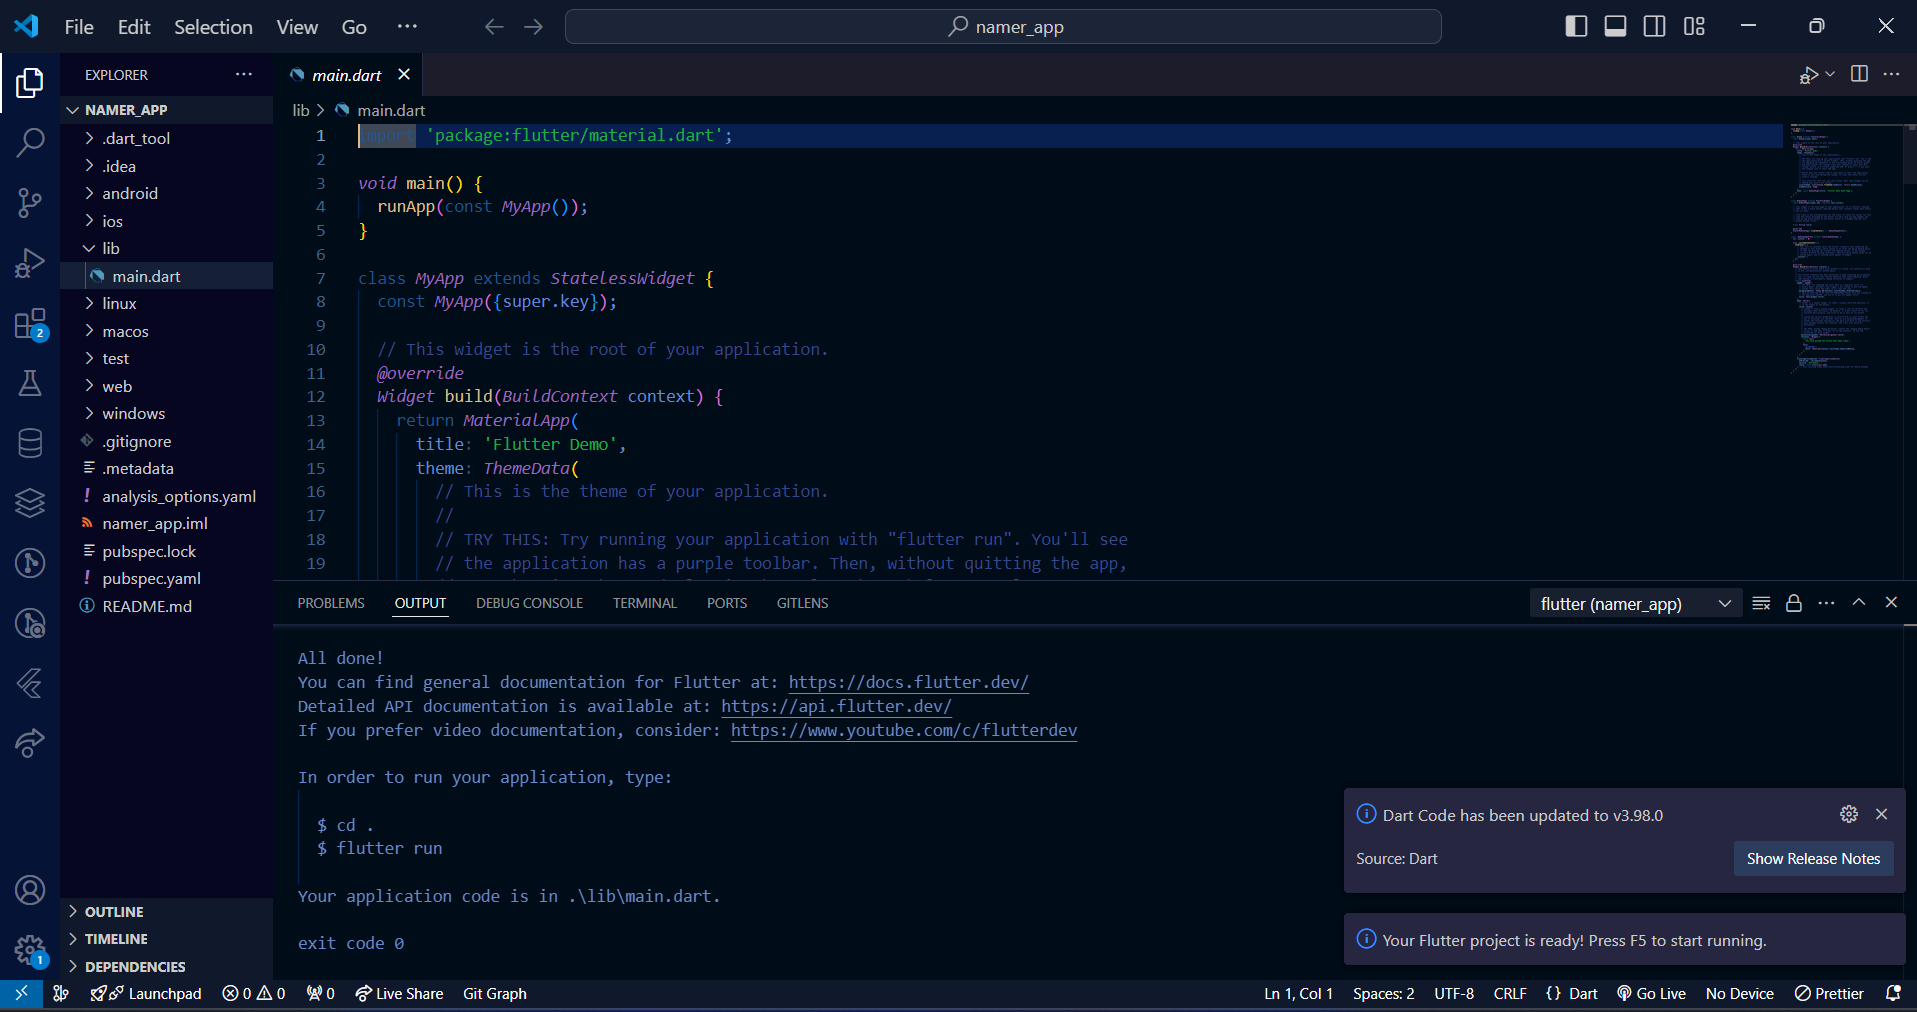 File Edit Selection View Go ···
namer_app
EXPLORER ···
NAMER_APP
.dart_tool
.idea
android
ios
lib
main.dart
linux
macos
test
web
windows
.gitignore
.metadata
! analysis_options.yaml
namer_app.iml
pubspec.lock
! pubspec.yaml
README.md
OUTLINE
TIMELINE
DEPENDENCIES
2
1
main.dart
lib > main.dart
1 import 'package:flutter/material.dart';
2
3 void main() {
4 runApp(const MyApp());
5 }
6
7 class MyApp extends StatelessWidget {
8 const MyApp({super.key});
9
10 // This widget is the root of your application.
11 @override
12 Widget build(BuildContext context) {
13 return MaterialApp(
14 title: 'Flutter Demo',
15 theme: ThemeData(
16 // This is the theme of your application.
17 //
18 // TRY THIS: Try running your application with "flutter run". You'll see
19 // the application has a purple toolbar. Then, without quitting the app,
PROBLEMS OUTPUT DEBUG CONSOLE TERMINAL PORTS GITLENS
flutter (namer_app)
All done!
You can find general documentation for Flutter at: https://docs.flutter.dev/
Detailed API documentation is available at: https://api.flutter.dev/
If you prefer video documentation, consider: https://www.youtube.com/c/flutterdev
In order to run your application, type:
$ cd .
$ flutter run
Your application code is in .\lib\main.dart.
exit code 0
Dart Code has been updated to v3.98.0
Source: Dart
Show Release Notes
Your Flutter project is ready! Press F5 to start running.
Launchpad 0 0 0 Live Share Git Graph
Ln 1, Col 1 Spaces: 2 UTF-8 CRLF {} Dart Go Live No Device Prettier